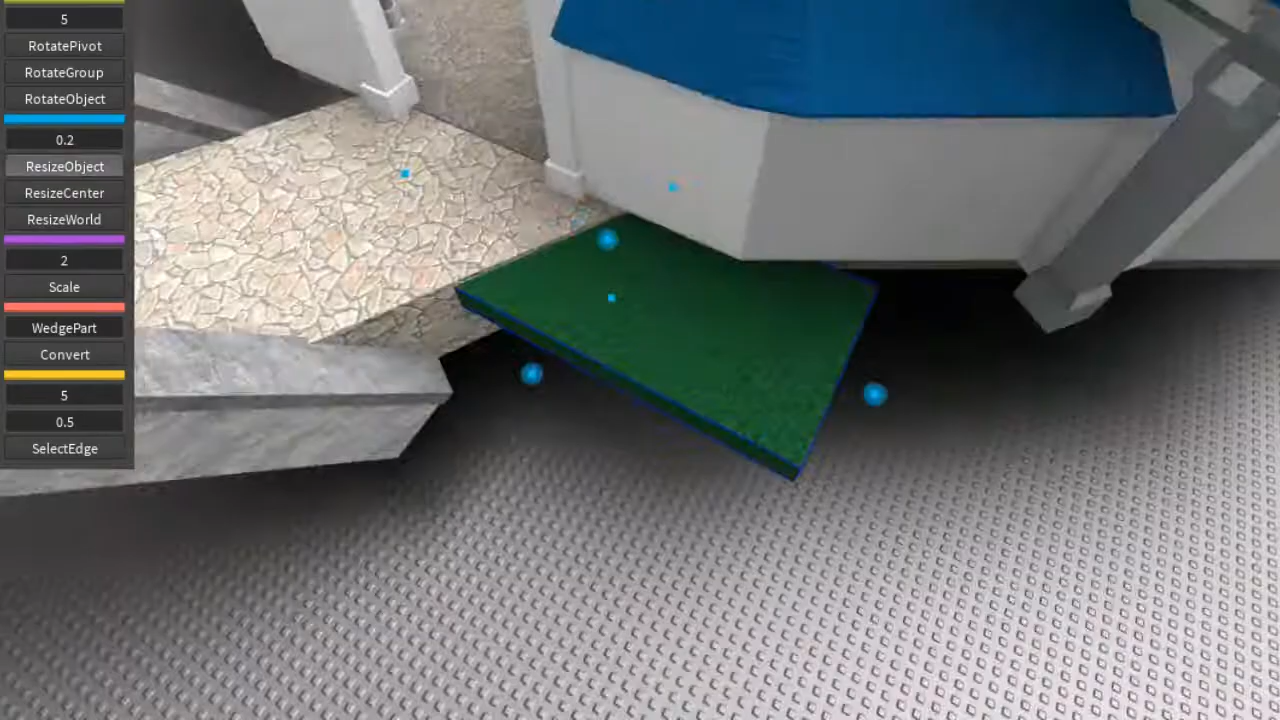 5
RotatePivot
RotateGroup
RotateObject
0.2
ResizeObject
ResizeCenter
ResizeWorld
2
Scale
WedgePart
Convert
5
0.5
SelectEdge